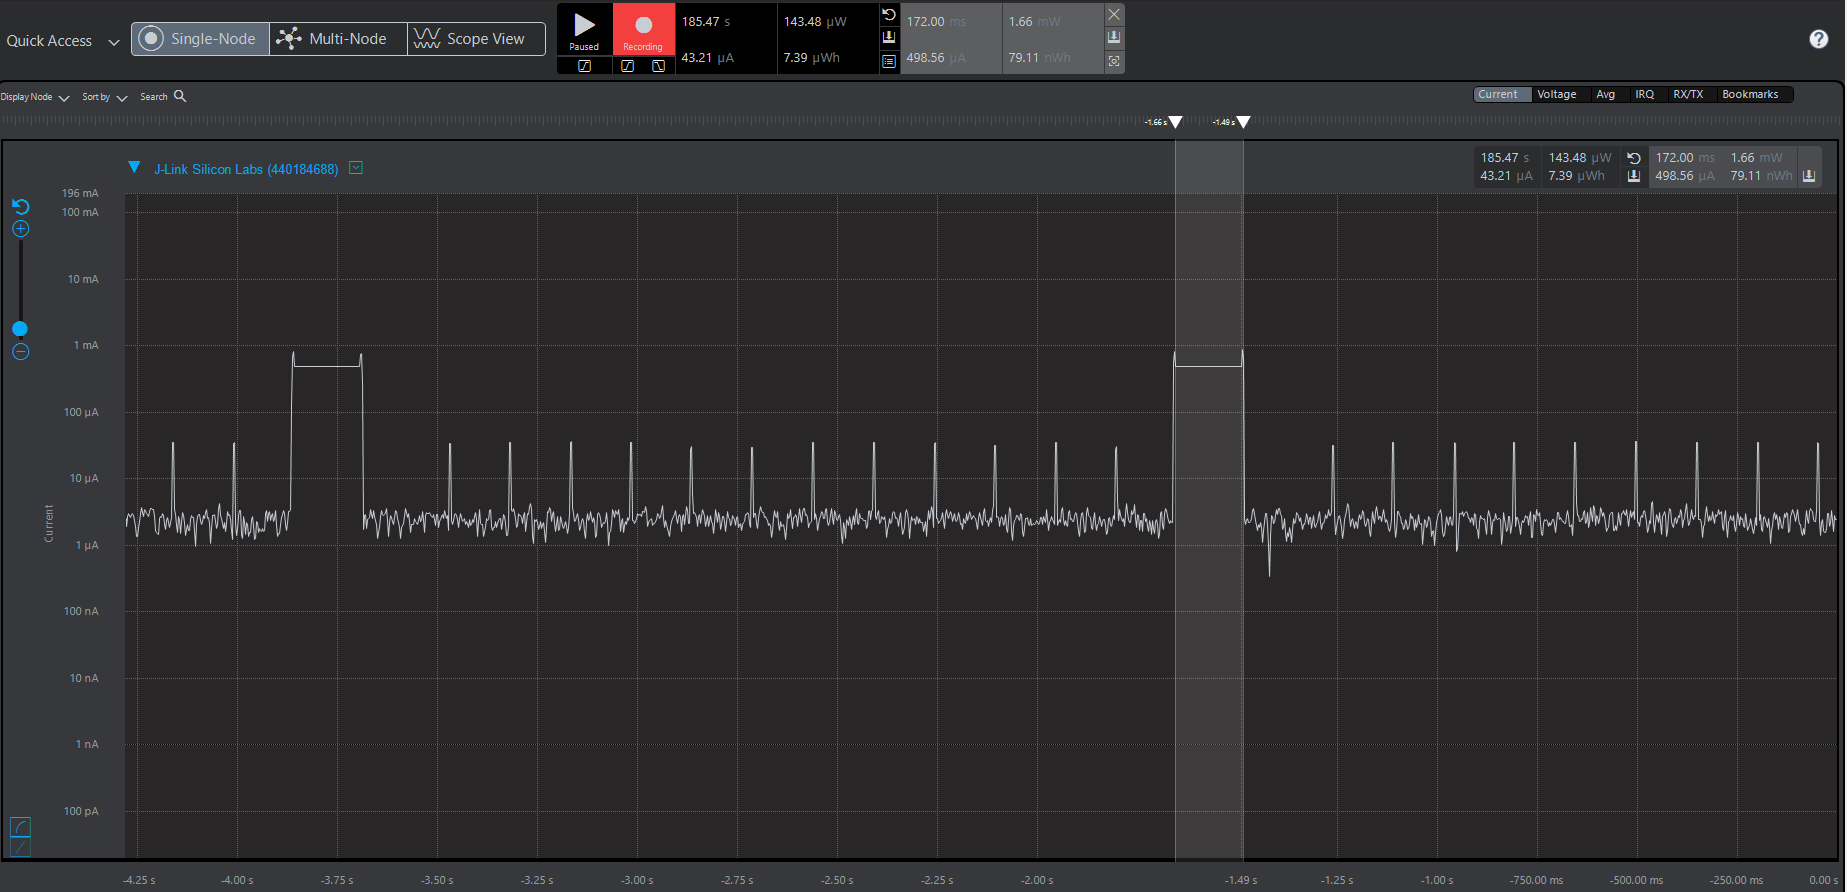 Quick Access
Single-Node
Multi-Node
Scope View
Paused
Recording
185.47 s
143.48 µW
43.21 µA
7.39 µWh
172.00 ms
1.66 mW
498.56 µA
79.11 nWh
?
Display Node
Sort by
Search
Current
Voltage
Avg
IRQ
RX/TX
Bookmarks
-1.66 s
-1.49 s
J-Link Silicon Labs (440184688)
185.47 s
143.48 µW
172.00 ms
1.66 mW
43.21 µA
7.39 µWh
498.56 µA
79.11 nWh
196 mA
100 mA
10 mA
1 mA
100 µA
10 µA
Current
1 µA
100 nA
10 nA
1 nA
100 pA
-4.25 s
-4.00 s
-3.75 s
-3.50 s
-3.25 s
-3.00 s
-2.75 s
-2.50 s
-2.25 s
-2.00 s
-1.49 s
-1.25 s
-1.00 s
-750.00 ms
-500.00 ms
-250.00 ms
0.00 s